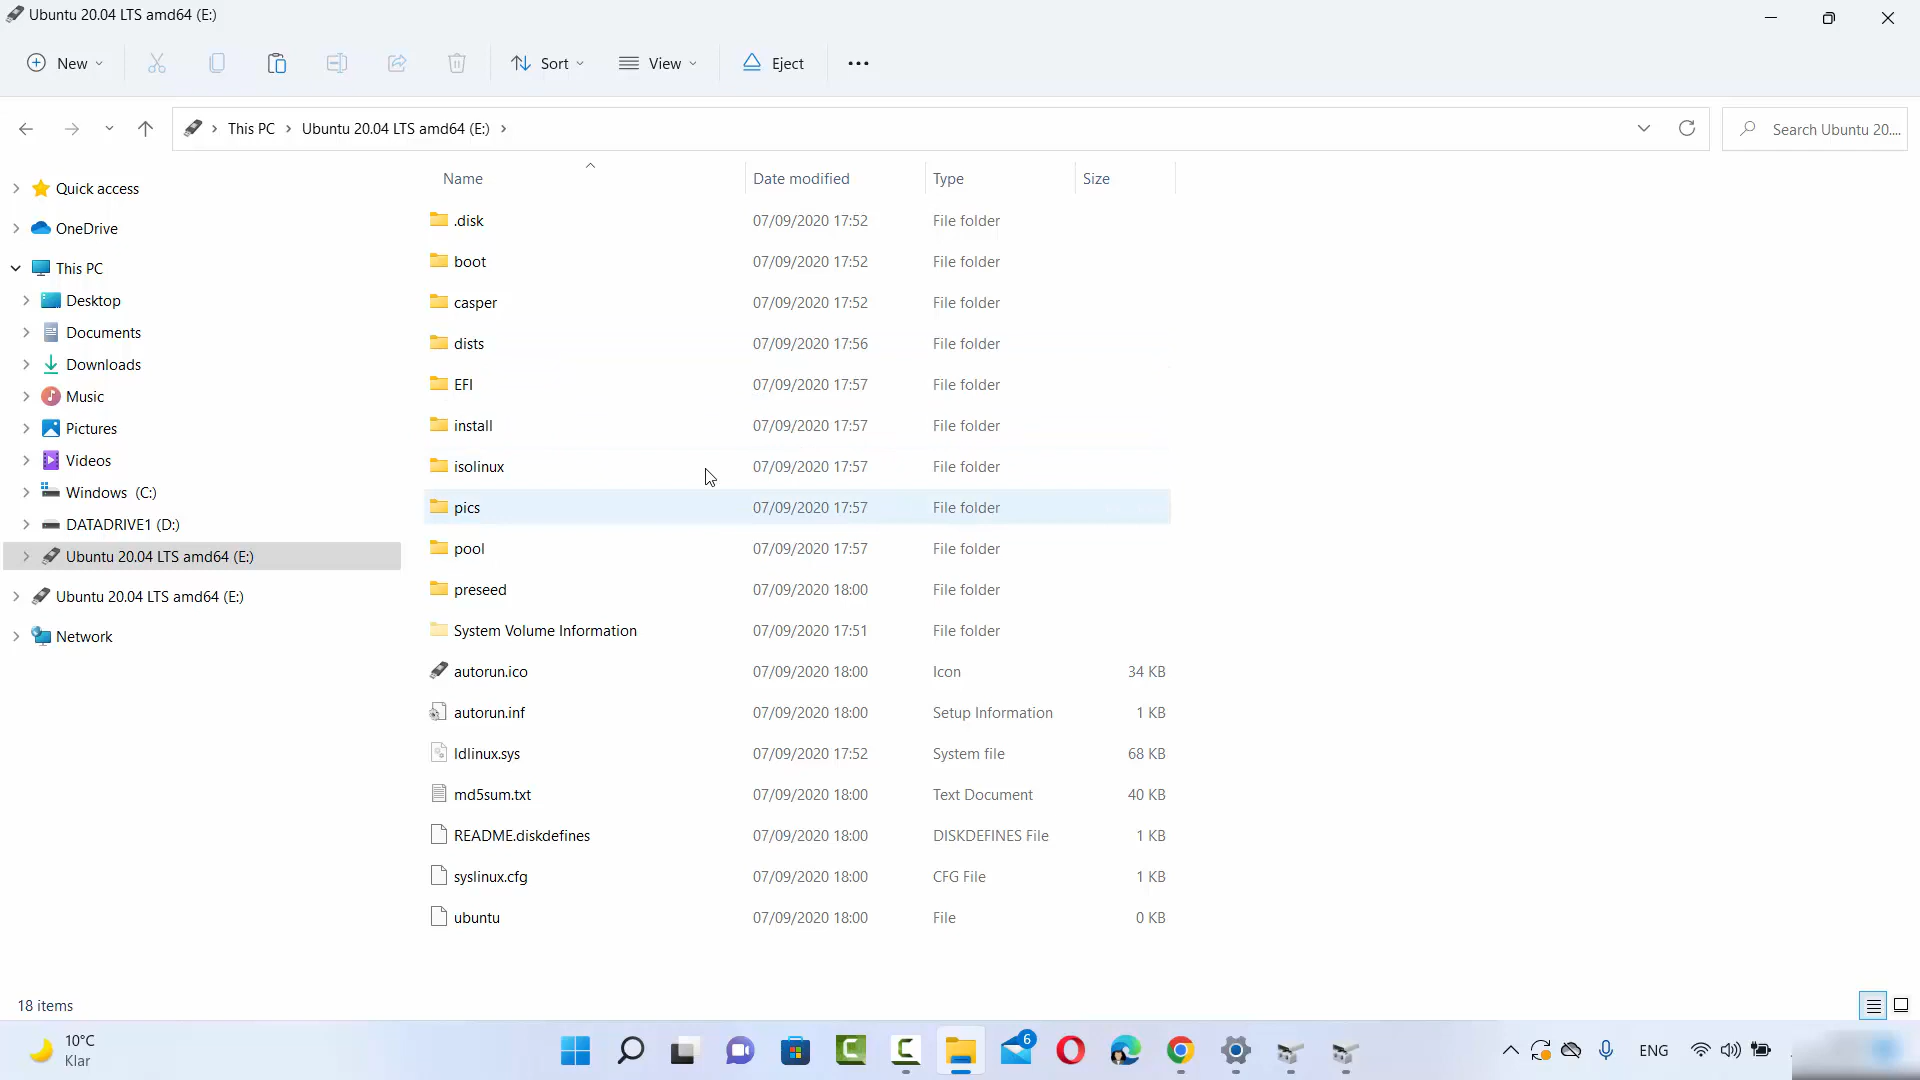 Ubuntu 20.04 LTS amd64 (E:)
New Sort View Eject
This PC Ubuntu 20.04 LTS amd64 (E:) Search Ubuntu 20....
Name Date modified Type Size
Quick access
OneDrive
This PC
Desktop
Documents
Downloads
Music
Pictures
Videos
Windows (C:)
DATADRIVE1 (D:)
Ubuntu 20.04 LTS amd64 (E:)
Ubuntu 20.04 LTS amd64 (E:)
Network
.disk 07/09/2020 17:52 File folder
boot 07/09/2020 17:52 File folder
casper 07/09/2020 17:52 File folder
dists 07/09/2020 17:56 File folder
EFI 07/09/2020 17:57 File folder
install 07/09/2020 17:57 File folder
isolinux 07/09/2020 17:57 File folder
pics 07/09/2020 17:57 File folder
pool 07/09/2020 17:57 File folder
preseed 07/09/2020 18:00 File folder
System Volume Information 07/09/2020 17:51 File folder
autorun.ico 07/09/2020 18:00 Icon 34 KB
autorun.inf 07/09/2020 18:00 Setup Information 1 KB
ldlinux.sys 07/09/2020 17:52 System file 68 KB
md5sum.txt 07/09/2020 18:00 Text Document 40 KB
README.diskdefines 07/09/2020 18:00 DISKDEFINES File 1 KB
syslinux.cfg 07/09/2020 18:00 CFG File 1 KB
ubuntu 07/09/2020 18:00 File 0 KB
18 items
10°C
Klar
6
ENG